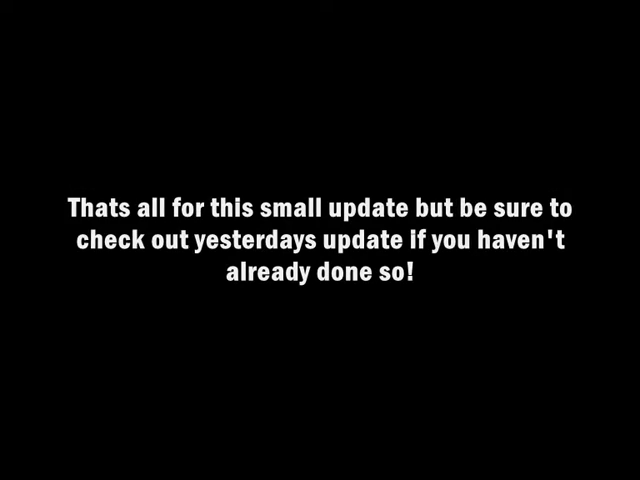 Thats all for this small update but be sure to
check out yesterdays update if you haven't
already done so!